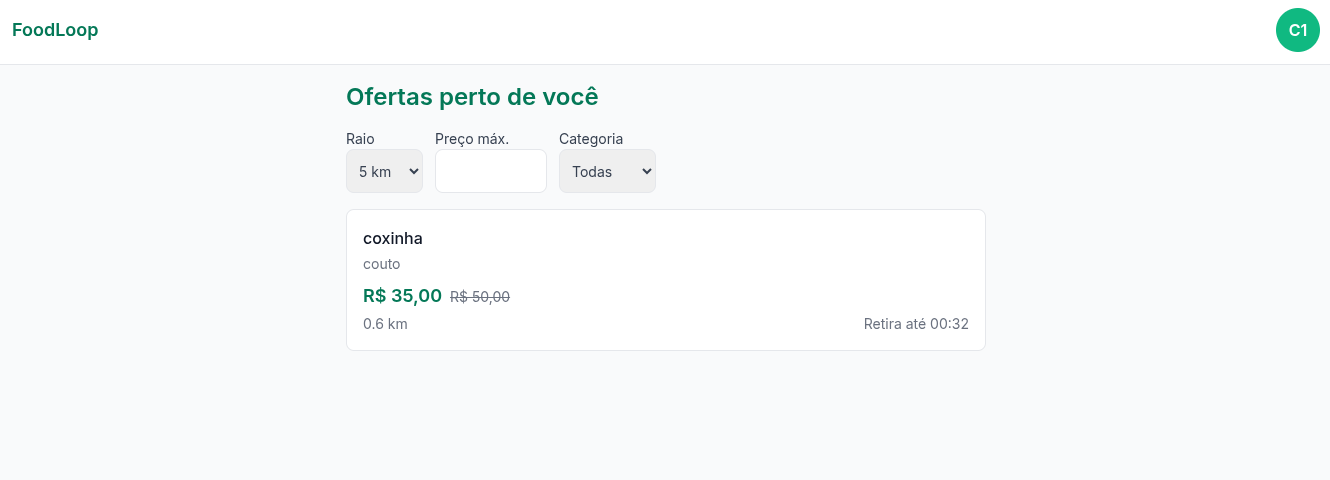 FoodLoop
C1
Ofertas perto de você
Raio Preço máx. Categoria
5 km Todas
coxinha
couto
R$ 35,00 R$ 50,00
0.6 km Retira até 00:32